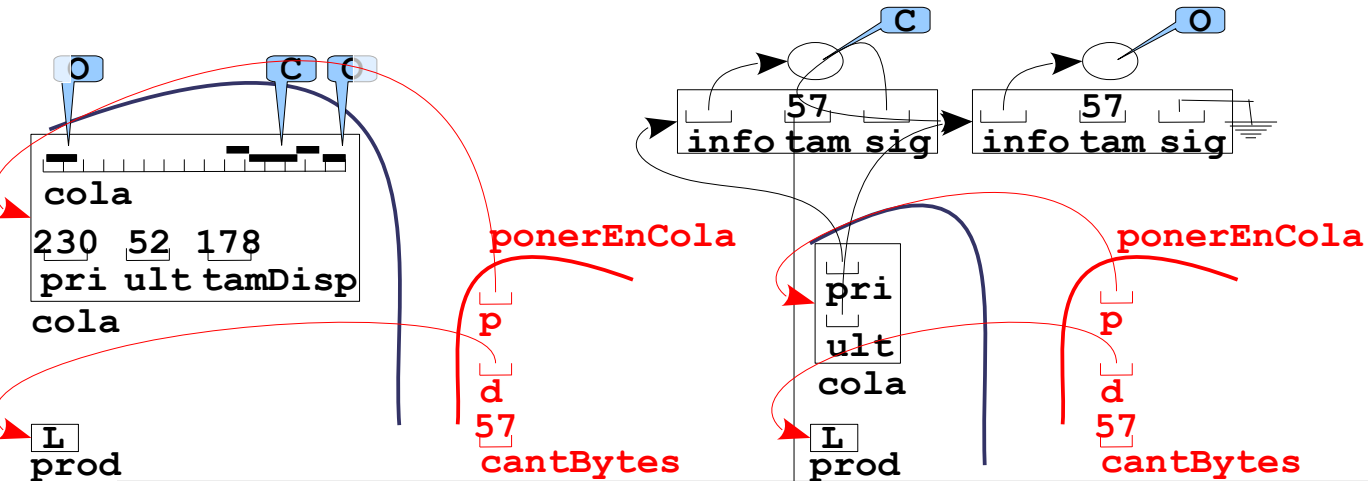 O C O
cola
230 52 178
pri ult tamDisp
cola
ponerEnCola
p
d
57
cantBytes
L
prod
C
O
57
info tam sig
57
info tam sig
pri
ult
cola
ponerEnCola
p
d
57
cantBytes
L
prod